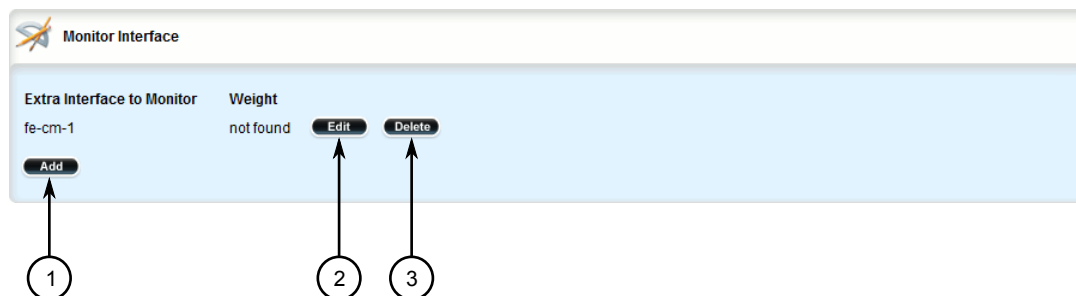 Monitor Interface
Extra Interface to Monitor Weight
fe-cm-1 not found Edit Delete
Add
1 2 3